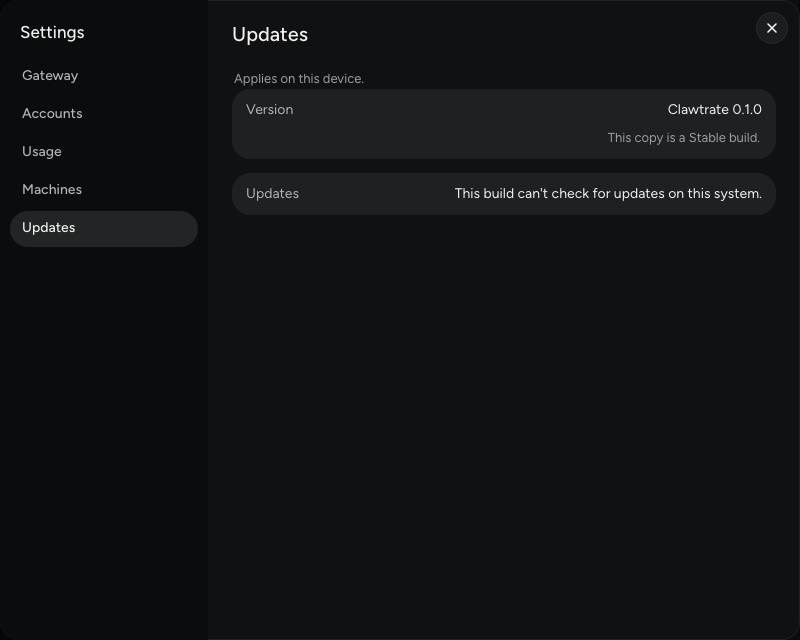 Settings
Gateway
Accounts
Usage
Machines
Updates
Updates
Applies on this device.
Version
Clawtrate 0.1.0
This copy is a Stable build.
Updates
This build can't check for updates on this system.